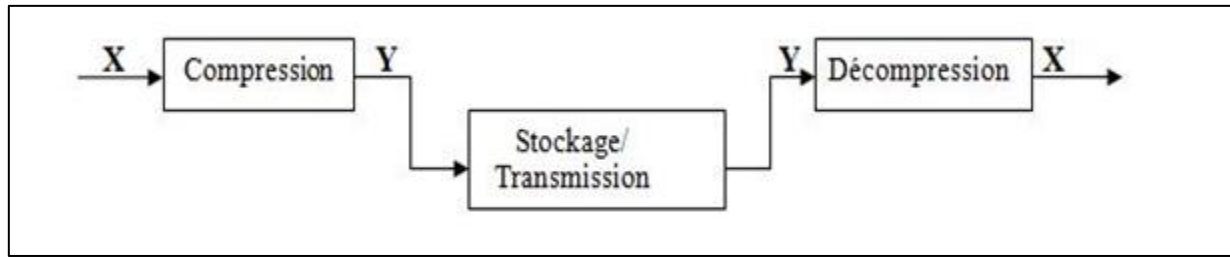 X
Compression
Y
Stockage/
Transmission
Y
Décompression
X